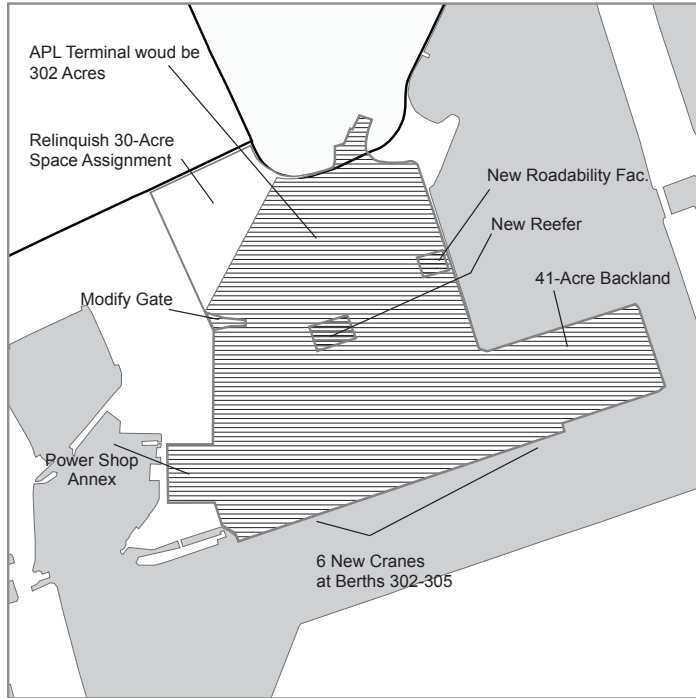 APL Terminal woud be
302 Acres
Relinquish 30-Acre
Space Assignment
New Roadability Fac.
New Reefer
41-Acre Backland
Modify Gate
Power Shop
Annex
6 New Cranes
at Berths 302-305